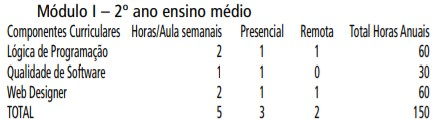 Módulo I – 2º ano ensino médio
Componentes Curriculares Horas/Aula semanais Presencial Remota Total Horas Anuais
Lógica de Programação 2 1 1 60
Qualidade de Software 1 1 0 30
Web Designer 2 1 1 60
TOTAL 5 3 2 150